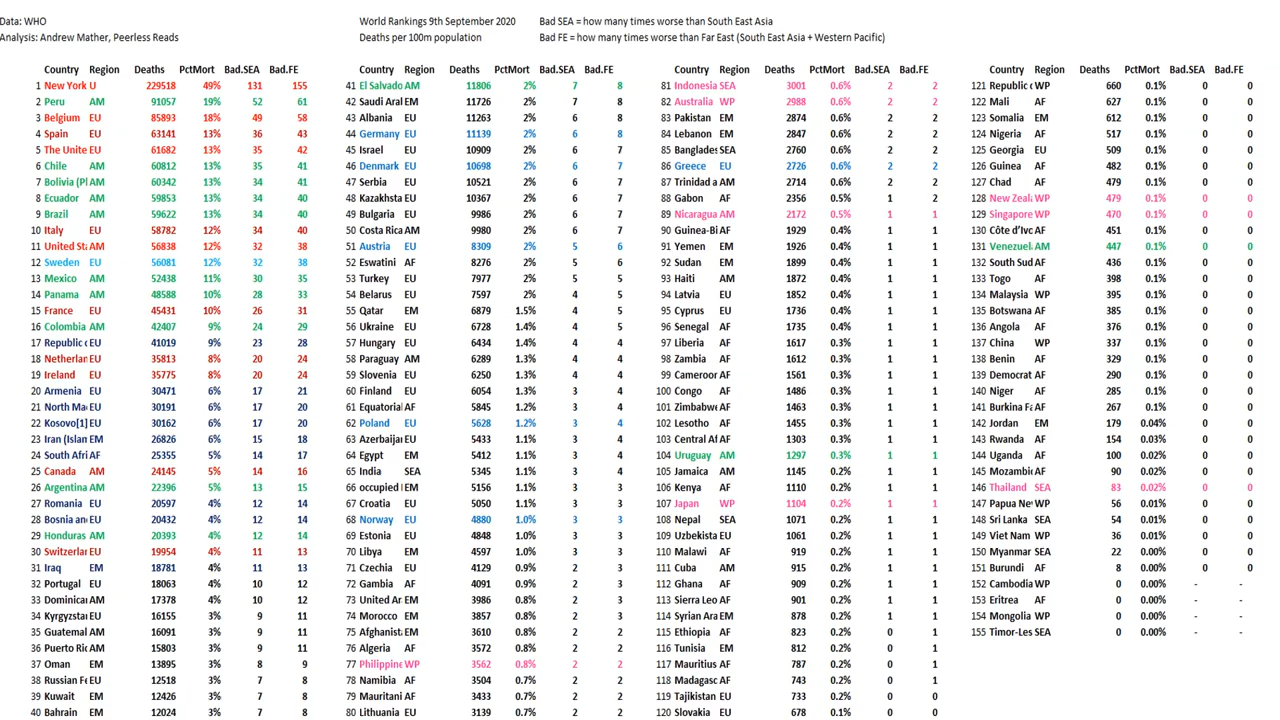 Data: WHO
Analysis: Andrew Mather, Peerless Reads
World Rankings 9th September 2020
Deaths per 100m population
Bad SEA = how many times worse than South East Asia
Bad FE = how many times worse than Far East (South East Asia + Western Pacific)
Country Region Deaths PctMort Bad.SEA Bad.FE
1 New York U 229518 49% 131 155
2 Peru AM 91057 19% 52 61
3 Belgium EU 85893 18% 49 58
4 Spain EU 63141 13% 36 43
5 The Unite EU 61682 13% 35 42
6 Chile AM 60812 13% 35 41
7 Bolivia (Pl AM 60342 13% 34 41
8 Ecuador AM 59853 13% 34 40
9 Brazil AM 59622 13% 34 40
10 Italy EU 58782 12% 34 40
11 United Sta AM 56838 12% 32 38
12 Sweden EU 56081 12% 32 38
13 Mexico AM 52438 11% 30 35
14 Panama AM 48588 10% 28 33
15 France EU 45431 10% 26 31
16 Colombia AM 42407 9% 24 29
17 Republic o EU 41019 9% 23 28
18 Netherlan EU 35813 8% 20 24
19 Ireland EU 35775 8% 20 24
20 Armenia EU 30471 6% 17 21
21 North Mac EU 30191 6% 17 20
22 Kosovo[1] EU 30162 6% 17 20
23 Iran (Islan EM 26826 6% 15 18
24 South Afri AF 25355 5% 14 17
25 Canada AM 24145 5% 14 16
26 Argentina AM 22396 5% 13 15
27 Romania EU 20597 4% 12 14
28 Bosnia and EU 20432 4% 12 14
29 Honduras AM 20393 4% 12 14
30 Switzerlan EU 19954 4% 11 13
31 Iraq EM 18781 4% 11 13
32 Portugal EU 18063 4% 10 12
33 Dominican AM 17378 4% 10 12
34 Kyrgyzstan EU 16155 3% 9 11
35 Guatemal AM 16091 3% 9 11
36 Puerto Ric AM 15803 3% 9 11
37 Oman EM 13895 3% 8 9
38 Russian Fe EU 12518 3% 7 8
39 Kuwait EM 12426 3% 7 8
40 Bahrain EM 12024 3% 7 8
Country Region Deaths PctMort Bad.SEA Bad.FE
41 El Salvado AM 11806 2% 7 8
42 Saudi Aral EM 11726 2% 7 8
43 Albania EU 11263 2% 6 8
44 Germany EU 11139 2% 6 8
45 Israel EU 10909 2% 6 7
46 Denmark EU 10698 2% 6 7
47 Serbia EU 10521 2% 6 7
48 Kazakhsta EU 10367 2% 6 7
49 Bulgaria EU 9986 2% 6 7
50 Costa Rica AM 9980 2% 6 7
51 Austria EU 8309 2% 5 6
52 Eswatini AF 8276 2% 5 6
53 Turkey EU 7977 2% 5 5
54 Belarus EU 7597 2% 4 5
55 Qatar EM 6879 1.5% 4 5
56 Ukraine EU 6728 1.4% 4 5
57 Hungary EU 6434 1.4% 4 4
58 Paraguay AM 6289 1.3% 4 4
59 Slovenia EU 6250 1.3% 4 4
60 Finland EU 6054 1.3% 3 4
61 Equatorial AF 5845 1.2% 3 4
62 Poland EU 5628 1.2% 3 4
63 Azerbaijan EU 5433 1.1% 3 4
64 Egypt EM 5412 1.1% 3 4
65 India SEA 5345 1.1% 3 4
66 occupied EM 5156 1.1% 3 3
67 Croatia EU 5050 1.1% 3 3
68 Norway EU 4880 1.0% 3 3
69 Estonia EU 4848 1.0% 3 3
70 Libya EM 4597 1.0% 3 3
71 Czechia EU 4129 0.9% 2 3
72 Gambia AF 4091 0.9% 2 3
73 United Ar EM 3986 0.8% 2 3
74 Morocco EM 3857 0.8% 2 3
75 Afghanist EM 3610 0.8% 2 2
76 Algeria AF 3572 0.8% 2 2
77 Philippine WP 3562 0.8% 2 2
78 Namibia AF 3504 0.7% 2 2
79 Mauritani AF 3433 0.7% 2 2
80 Lithuania EU 3139 0.7% 2 2
Country Region Deaths PctMort Bad.SEA Bad.FE
81 Indonesia SEA 3001 0.6% 2 2
82 Australia WP 2988 0.6% 2 2
83 Pakistan EM 2874 0.6% 2 2
84 Lebanon EM 2847 0.6% 2 2
85 Banglades SEA 2760 0.6% 2 2
86 Greece EU 2726 0.6% 2 2
87 Trinidad a AM 2714 0.6% 2 2
88 Gabon AF 2356 0.5% 1 2
89 Nicaragua AM 2172 0.5% 1 1
90 Guinea-Bi AF 1929 0.4% 1 1
91 Yemen EM 1926 0.4% 1 1
92 Sudan EM 1899 0.4% 1 1
93 Haiti AM 1872 0.4% 1 1
94 Latvia EU 1852 0.4% 1 1
95 Cyprus EU 1736 0.4% 1 1
96 Senegal AF 1735 0.4% 1 1
97 Liberia AF 1617 0.3% 1 1
98 Zambia AF 1612 0.3% 1 1
99 Cameroor AF 1561 0.3% 1 1
100 Congo AF 1486 0.3% 1 1
101 Zimbabwe AF 1463 0.3% 1 1
102 Lesotho AF 1455 0.3% 1 1
103 Central Af AF 1303 0.3% 1 1
104 Uruguay AM 1297 0.3% 1 1
105 Jamaica AM 1145 0.2% 1 1
106 Kenya AF 1110 0.2% 1 1
107 Japan WP 1104 0.2% 1 1
108 Nepal SEA 1071 0.2% 1 1
109 Uzbekista EU 1061 0.2% 1 1
110 Malawi AF 919 0.2% 1 1
111 Cuba AM 915 0.2% 1 1
112 Ghana AF 909 0.2% 1 1
113 Sierra Leo AF 901 0.2% 1 1
114 Syrian Ara EM 878 0.2% 1 1
115 Ethiopia AF 823 0.2% 0 1
116 Tunisia EM 812 0.2% 0 1
117 Mauritius AF 787 0.2% 0 1
118 Madagasc AF 743 0.2% 0 1
119 Tajikistan EU 733 0.2% 0 0
120 Slovakia EU 678 0.1% 0 0
Country Region Deaths PctMort Bad.SEA Bad.FE
121 Republic o WP 660 0.1% 0 0
122 Mali AF 627 0.1% 0 0
123 Somalia EM 612 0.1% 0 0
124 Nigeria AF 517 0.1% 0 0
125 Georgia EU 509 0.1% 0 0
126 Guinea AF 482 0.1% 0 0
127 Chad AF 479 0.1% 0 0
128 New Zeal WP 479 0.1% 0 0
129 Singapore WP 470 0.1% 0 0
130 Côte d'Ivo AF 451 0.1% 0 0
131 Venezuel AM 447 0.1% 0 0
132 South Sud AF 436 0.1% 0 0
133 Togo AF 398 0.1% 0 0
134 Malaysia WP 395 0.1% 0 0
135 Botswana AF 385 0.1% 0 0
136 Angola AF 376 0.1% 0 0
137 China WP 337 0.1% 0 0
138 Benin AF 329 0.1% 0 0
139 Democrat AF 290 0.1% 0 0
140 Niger AF 285 0.1% 0 0
141 Burkina Fa AF 267 0.1% 0 0
142 Jordan EM 179 0.04% 0 0
143 Rwanda AF 154 0.03% 0 0
144 Uganda AF 100 0.02% 0 0
145 Mozambic AF 90 0.02% 0 0
146 Thailand SEA 83 0.02% 0 0
147 Papua Nev WP 56 0.01% 0 0
148 Sri Lanka SEA 54 0.01% 0 0
149 Viet Nam WP 36 0.01% 0 0
150 Myanmar SEA 22 0.00% 0 0
151 Burundi AF 8 0.00% 0 0
152 Cambodia WP 0 0.00% - -
153 Eritrea AF 0 0.00% - -
154 Mongolia WP 0 0.00% - -
155 Timor-Les SEA 0 0.00% - -